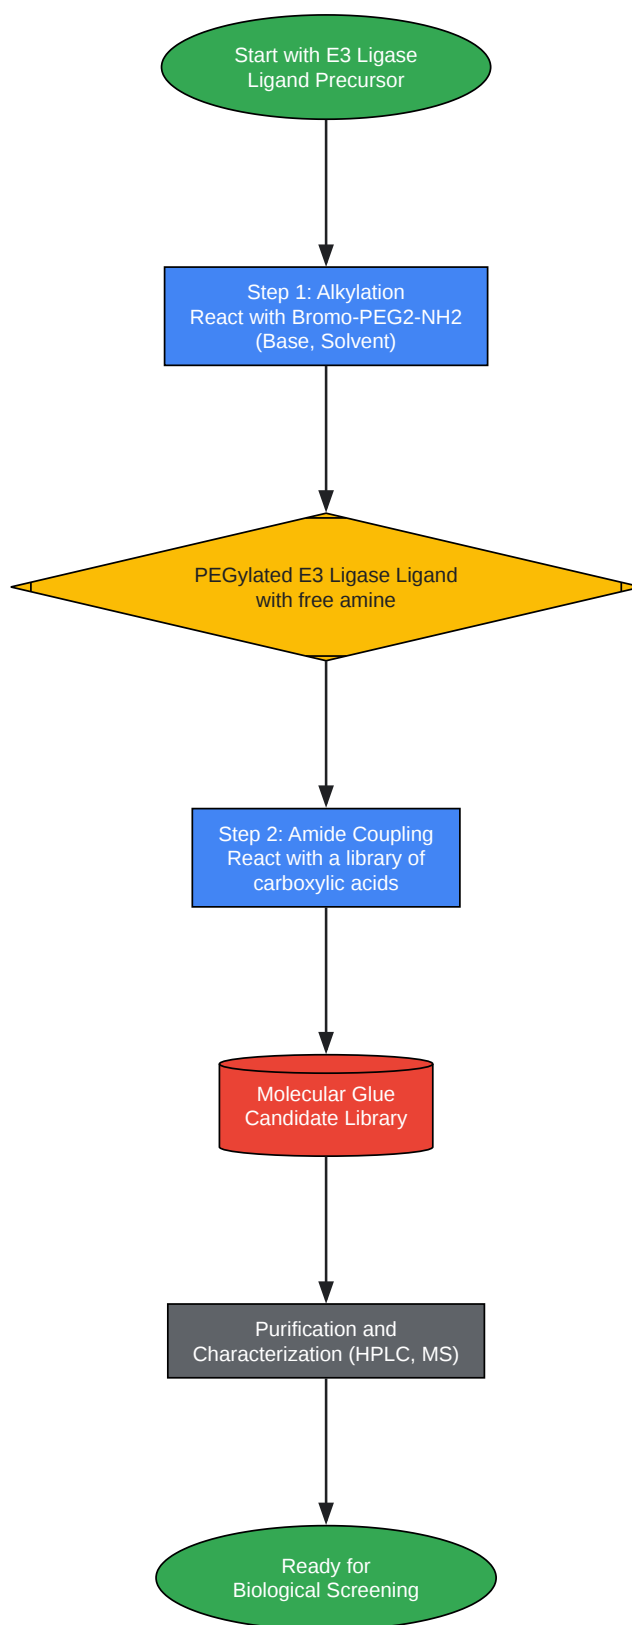 Start with E3 Ligase
Ligand Precursor
Step 1: Alkylation
React with Bromo-PEG2-NH2
(Base, Solvent)
PEGylated E3 Ligase Ligand
with free amine
Step 2: Amide Coupling
React with a library of
carboxylic acids
Molecular Glue
Candidate Library
Purification and
Characterization (HPLC, MS)
Ready for
Biological Screening